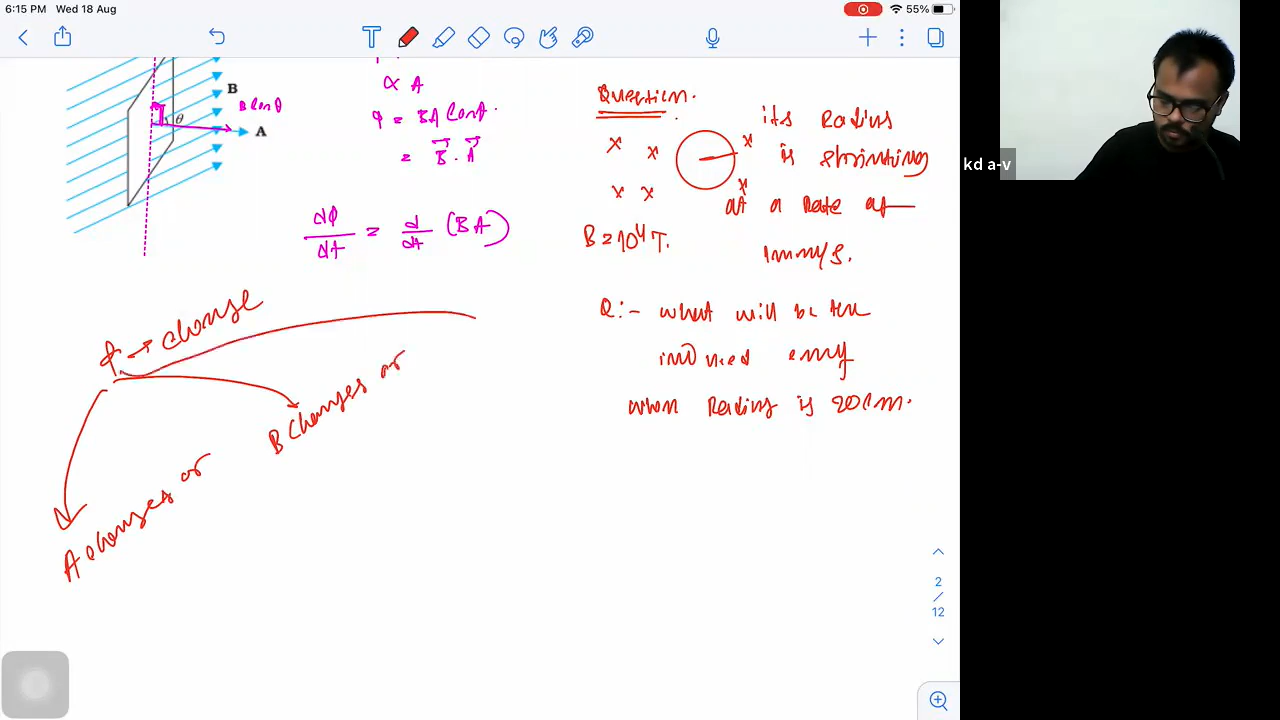 6:15 PM Wed 18 Aug
55%
B
B Cosθ
θ
A
∝ A
φ = BA Cosθ.
= B⃗ . A⃗
dφ/dt = d/dt (BA)
φ → change
B changes or
A changes or
Question.
its Radius
is shrinking
at a Rate of
1mm/s.
B = 10⁴ T.
Q:- what will be the
induced emf
when Radius is 20cm.
2
/
12
kd a-v